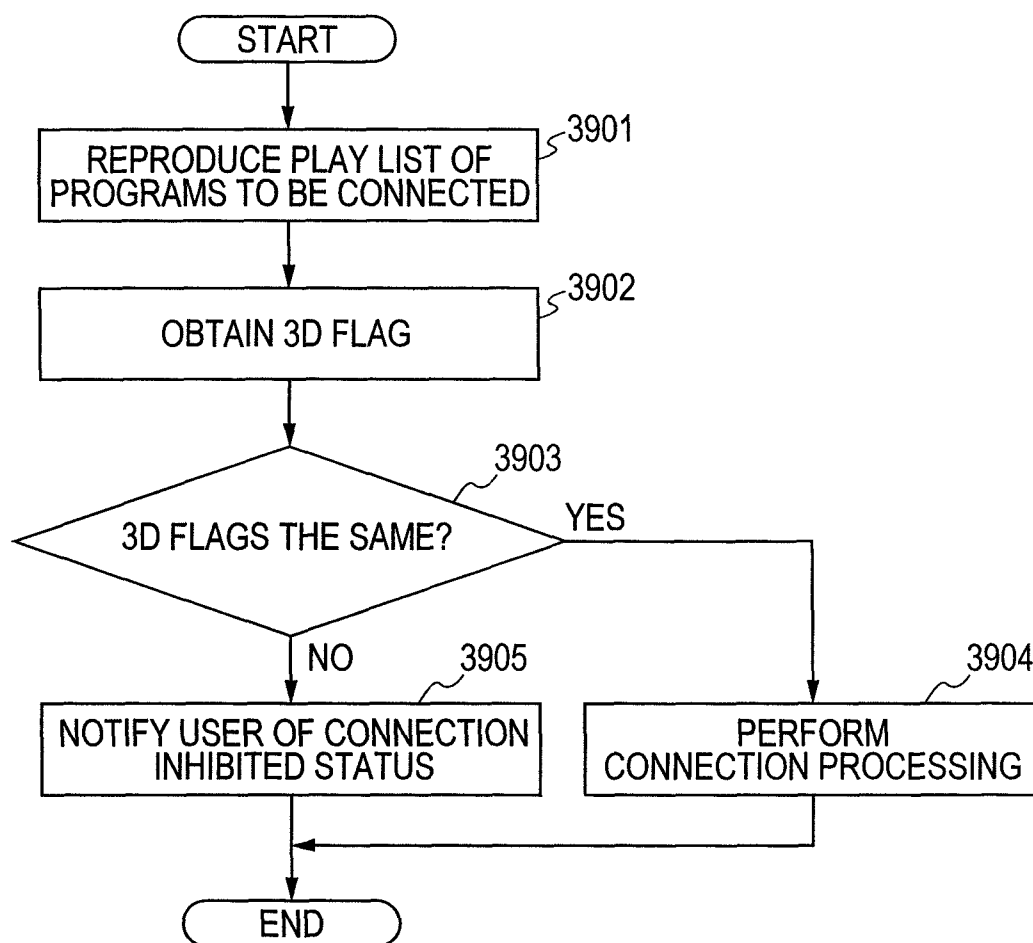 START
3901
REPRODUCE PLAY LIST OF
PROGRAMS TO BE CONNECTED
3902
OBTAIN 3D FLAG
3903
3D FLAGS THE SAME?
YES
NO
3905
NOTIFY USER OF CONNECTION
INHIBITED STATUS
3904
PERFORM
CONNECTION PROCESSING
END